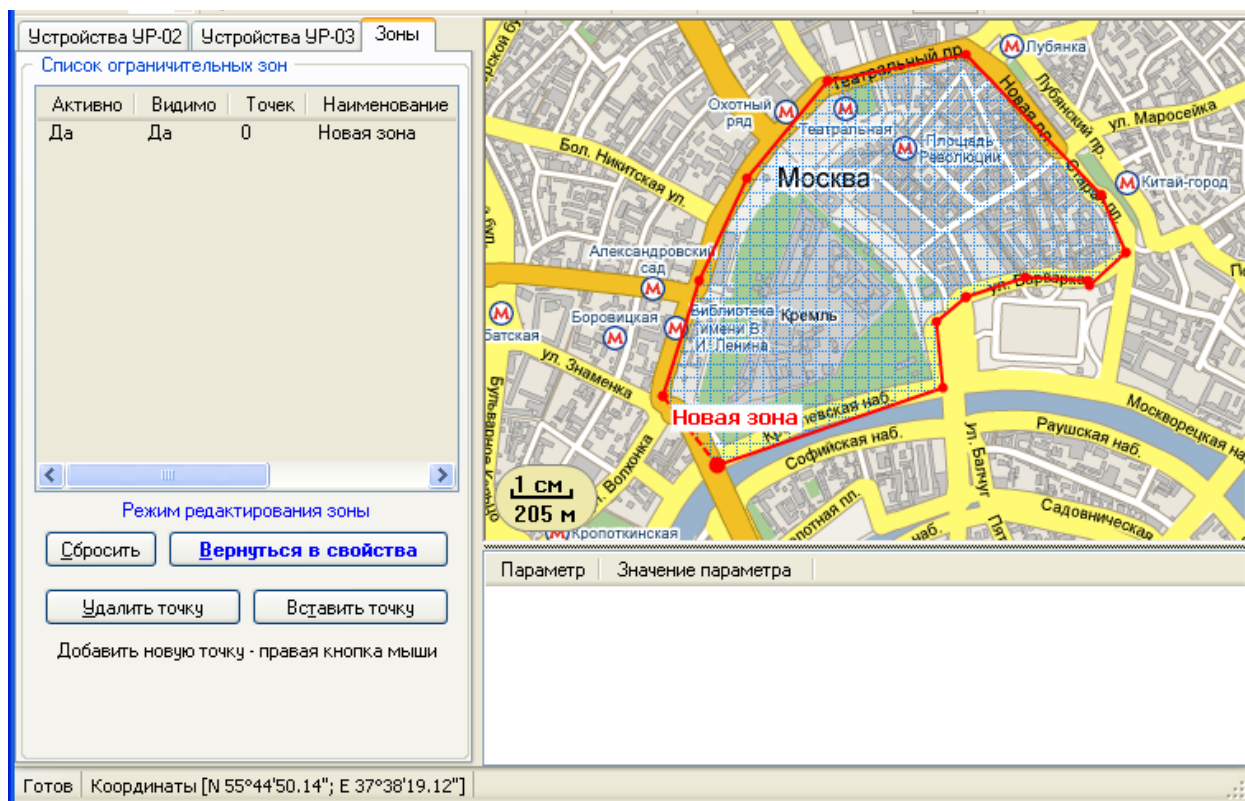 Устройства УР-02
Устройства УР-03
Зоны
Список ограничительных зон
Активно
Видимо
Точек
Наименование
Да
Да
0
Новая зона
Режим редактирования зоны
Сбросить
Вернуться в свойства
Удалить точку
Вставить точку
Добавить новую точку - правая кнопка мыши
Театральный пр.
Лубянка
Новая пл.
Лубянский пр.
ул. Маросейка
Охотный
ряд
Театральная
Площадь
Революции
Бол. Никитская ул.
Москва
Старая пл.
Китай-город
Александровский
сад
ул. Варварка
Боровицкая
Библиотека
имени В.
И. Ленина
Кремль
батская
ул. Знаменка
Новая зона
Бульварное Кольцо
ул. Волхонка
Софийская наб.
ул. Балчуг
Раушская наб.
Москворецкая на
Садовническая
1 см
205 м
Кропоткинская
наб.
Параметр
Значение параметра
Готов
Координаты [N 55°44'50.14"; E 37°38'19.12"]